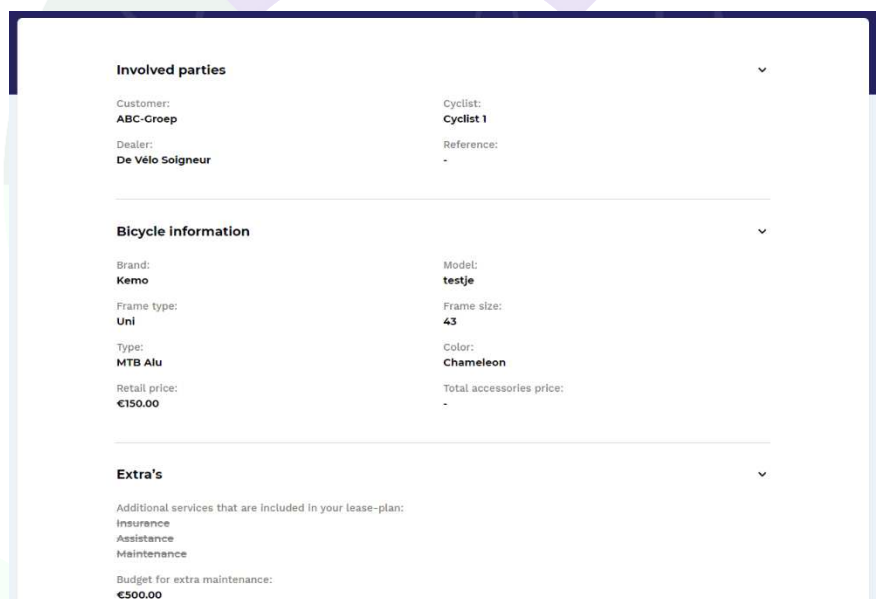 Involved parties
Customer: Cyclist:
ABC-Groep Cyclist 1
Dealer: Reference:
De Vélo Soigneur -
Bicycle information
Brand: Model:
Kemo testje
Frame type: Frame size:
Uni 43
Type: Color:
MTB Alu Chameleon
Retail price: Total accessories price:
€150.00 -
Extra's
Additional services that are included in your lease-plan:
Insurance
Assistance
Maintenance
Budget for extra maintenance:
€500.00